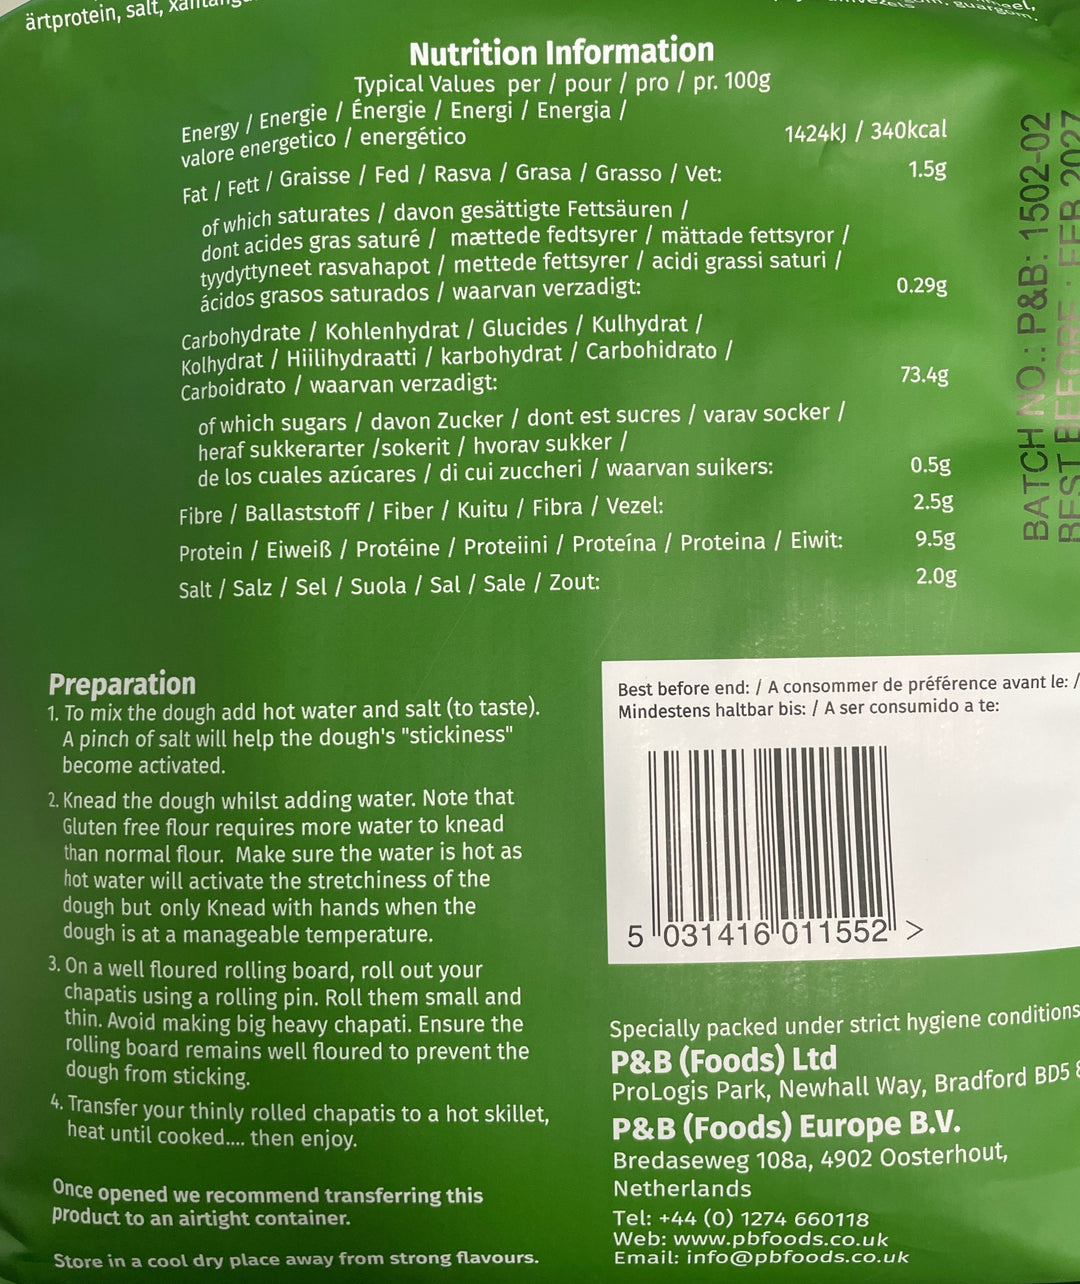 ärtprotein, salt,
guargum.
Nutrition Information
Typical Values per / pour / pro / pr. 100g
Energy / Energie / Énergie / Energi / Energia /
valore energetico / energético
1424kJ / 340kcal
Fat / Fett / Graisse / Fed / Rasva / Grasa / Grasso / Vet:
1.5g
of which saturates / davon gesättigte Fettsäuren /
dont acides gras saturé / mættede fedtsyrer / mättade fettsyror /
tyydyttyneet rasvahapot / mettede fettsyrer / acidi grassi saturi /
ácidos grasos saturados / waarvan verzadigt:
0.29g
Carbohydrate / Kohlenhydrat / Glucides / Kulhydrat /
Kolhydrat / Hiilihydraatti / karbohydrat / Carbohidrato /
Carboidrato / waarvan verzadigt:
73.4g
of which sugars / davon Zucker / dont est sucres / varav socker /
heraf sukkerarter /sokerit / hvorav sukker /
de los cuales azúcares / di cui zuccheri / waarvan suikers:
0.5g
Fibre / Ballaststoff / Fiber / Kuitu / Fibra / Vezel:
2.5g
Protein / Eiweiß / Protéine / Proteiini / Proteína / Proteina / Eiwit:
9.5g
Salt / Salz / Sel / Suola / Sal / Sale / Zout:
2.0g
BATCH NO.: P&B: 1502-02
BEST BEFORE : FEB 2027
Preparation
1. To mix the dough add hot water and salt (to taste).
A pinch of salt will help the dough's "stickiness"
become activated.
2. Knead the dough whilst adding water. Note that
Gluten free flour requires more water to knead
than normal flour. Make sure the water is hot as
hot water will activate the stretchiness of the
dough but only Knead with hands when the
dough is at a manageable temperature.
3. On a well floured rolling board, roll out your
chapatis using a rolling pin. Roll them small and
thin. Avoid making big heavy chapati. Ensure the
rolling board remains well floured to prevent the
dough from sticking.
4. Transfer your thinly rolled chapatis to a hot skillet,
heat until cooked.... then enjoy.
Once opened we recommend transferring this
product to an airtight container.
Store in a cool dry place away from strong flavours.
Best before end: / A consommer de préférence avant le: /
Mindestens haltbar bis: / A ser consumido a te:
5 031416 011552 >
Specially packed under strict hygiene conditions
P&B (Foods) Ltd
ProLogis Park, Newhall Way, Bradford BD5
P&B (Foods) Europe B.V.
Bredaseweg 108a, 4902 Oosterhout,
Netherlands
Tel: +44 (0) 1274 660118
Web: www.pbfoods.co.uk
Email: info@pbfoods.co.uk